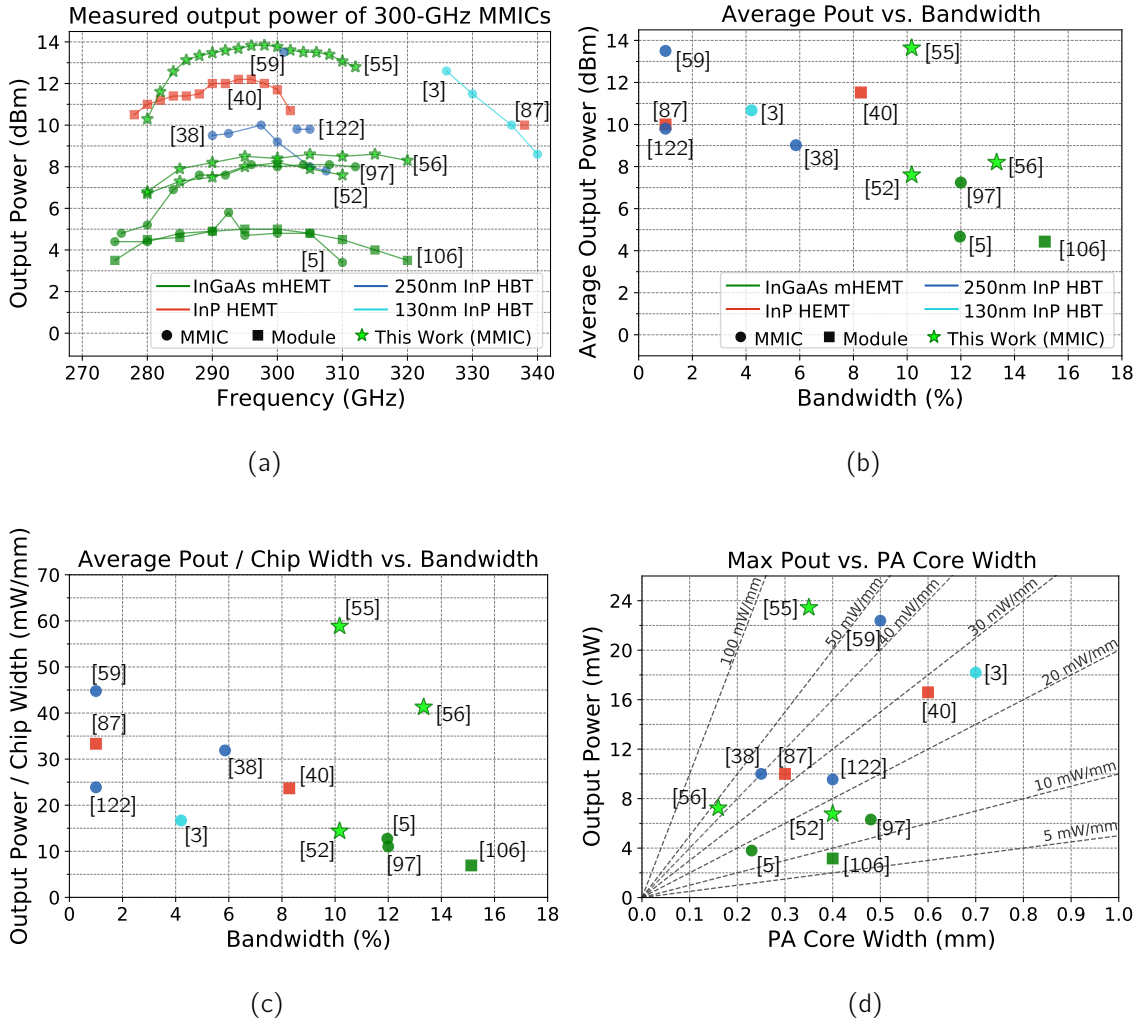 Measured output power of 300-GHz MMICs
Output Power (dBm)
14
12
10
8
6
4
2
0
[59]
[55]
[3]
[87]
[40]
[38]
[122]
[56]
[97]
[52]
[5]
[106]
InGaAs mHEMT
250nm InP HBT
InP HEMT
130nm InP HBT
MMIC
Module
This Work (MMIC)
270 280 290 300 310 320 330 340
Frequency (GHz)
(a)
Average Pout vs. Bandwidth
Average Output Power (dBm)
14
12
10
8
6
4
2
0
[59]
[55]
[87]
[3]
[40]
[122]
[38]
[52]
[56]
[97]
[5]
[106]
InGaAs mHEMT
250nm InP HBT
InP HEMT
130nm InP HBT
MMIC
Module
This Work (MMIC)
0 2 4 6 8 10 12 14 16 18
Bandwidth (%)
(b)
Average Pout / Chip Width vs. Bandwidth
Output Power / Chip Width (mW/mm)
70
60
50
40
30
20
10
0
[55]
[59]
[56]
[87]
[38]
[40]
[122]
[3]
[52]
[5]
[97]
[106]
0 2 4 6 8 10 12 14 16 18
Bandwidth (%)
(c)
Max Pout vs. PA Core Width
Output Power (mW)
24
20
16
12
8
4
0
100 mW/mm
50 mW/mm
40 mW/mm
30 mW/mm
20 mW/mm
10 mW/mm
5 mW/mm
[55]
[59]
[3]
[40]
[38]
[87]
[122]
[56]
[52]
[97]
[5]
[106]
0.0 0.1 0.2 0.3 0.4 0.5 0.6 0.7 0.8 0.9 1.0
PA Core Width (mm)
(d)